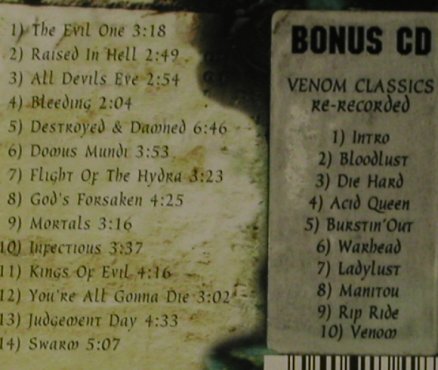 1) The Evil One 3:18
2) Raised In Hell 2:49
3) All Devils Eve 2:54
4) Bleeding 2:04
5) Destroyed & Damned 6:46
6) Domus Mundi 3:53
7) Flight Of The Hydra 3:23
8) God's Forsaken 4:25
9) Mortals 3:16
10) Infectious 3:37
11) Kings Of Evil 4:16
12) You're All Gonna Die 3:02
13) Judgement Day 4:33
14) Swarm 5:07
BONUS CD
VENOM CLASSICS
RE-RECORDED
1) Intro
2) Bloodlust
3) Die Hard
4) Acid Queen
5) Burstin'Out
6) Warhead
7) Ladylust
8) Manitou
9) Rip Ride
10) Venom